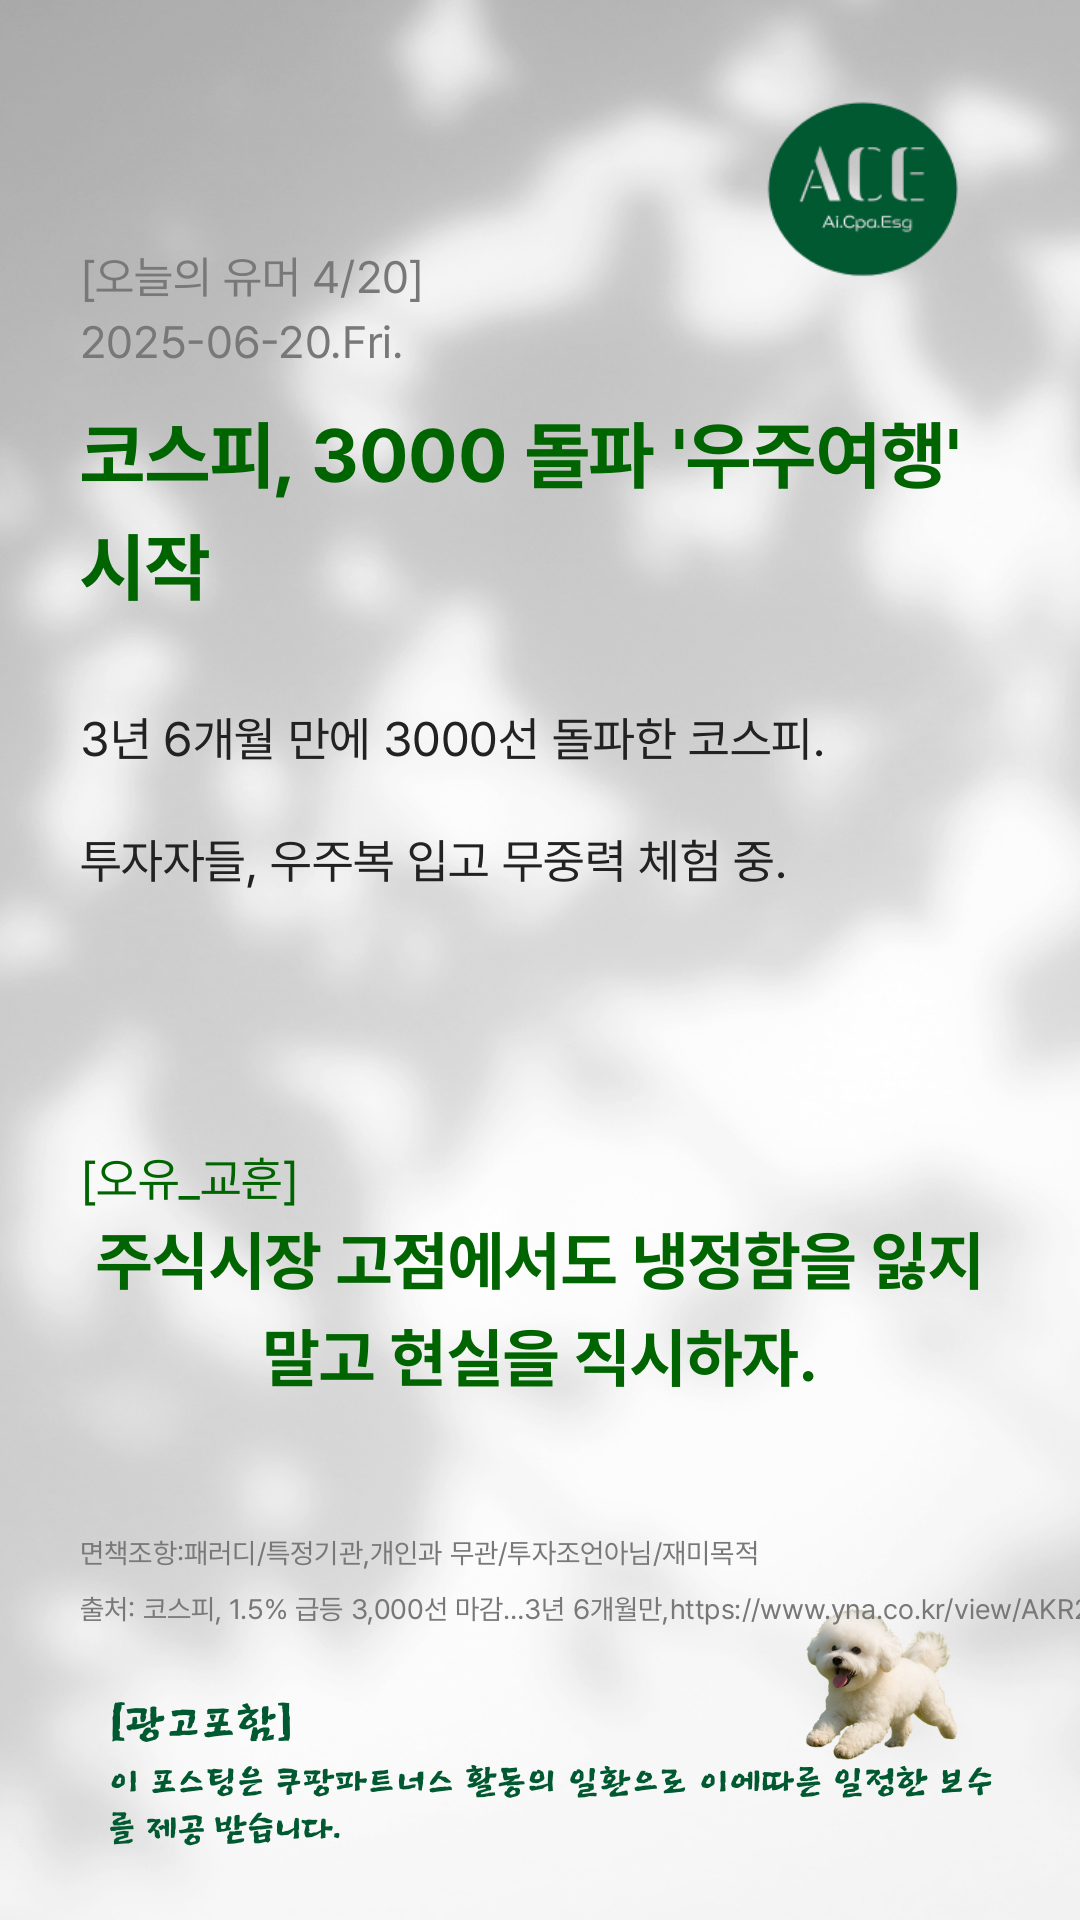 ACE
Ai.Cpa.Esg
[오늘의 유머 4/20]
2025-06-20.Fri.
코스피, 3000 돌파 '우주여행'
시작
3년 6개월 만에 3000선 돌파한 코스피.
투자자들, 우주복 입고 무중력 체험 중.
[오유_교훈]
주식시장 고점에서도 냉정함을 잃지
말고 현실을 직시하자.
면책조항:패러디/특정기관,개인과 무관/투자조언아님/재미목적
출처: 코스피, 1.5% 급등 3,000선 마감...3년 6개월만,https://www.yna.co.kr/view/AKR2
[광고포함]
이 포스팅은 쿠팡파트너스 활동의 일환으로 이에따른 일정한 보수
를 제공 받습니다.